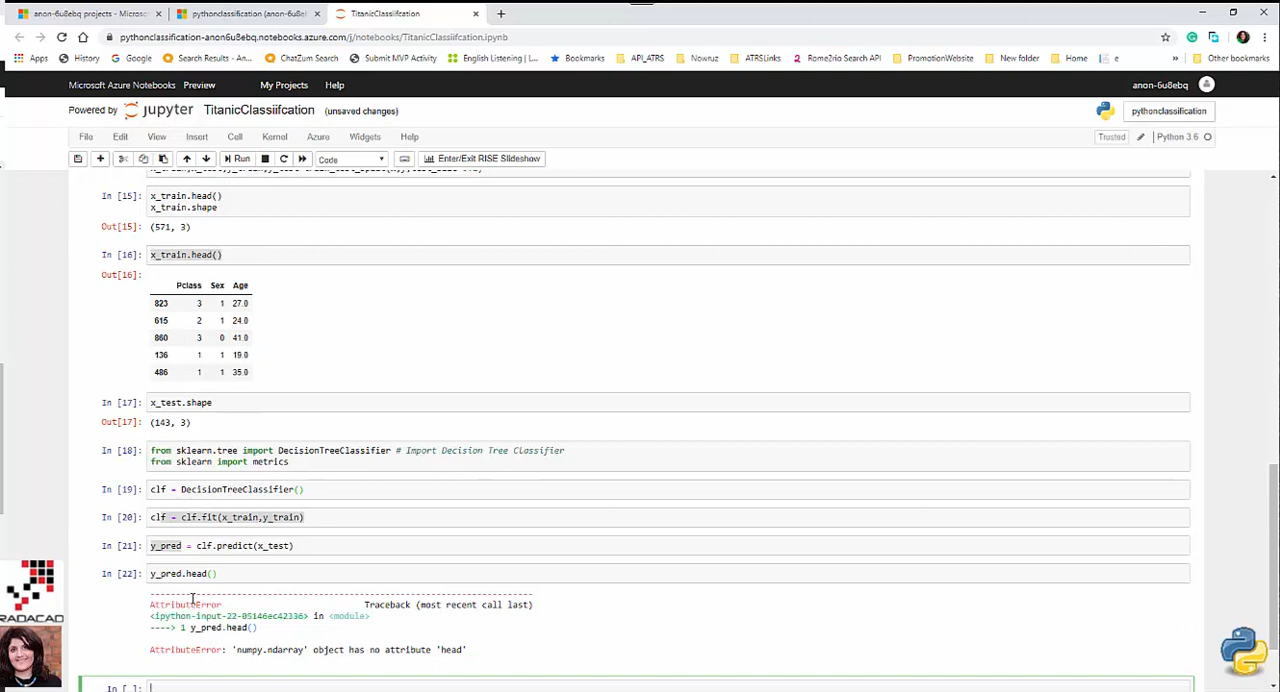 anon-6u8ebq projects - Microso
pythonclassification (anon-6u8eb
TitanicClassiifcation
pythonclassification-anon6u8ebq.notebooks.azure.com/j/notebooks/TitanicClassiifcation.ipynb
Apps
History
Google
Search Results - An...
ChatZum Search
Submit MVP Activity
English Listening | L...
Bookmarks
API_ATRS
Nowruz
ATRSLinks
Rome2rio Search API
PromotionWebsite
New folder
Home
e
»
Other bookmarks
Microsoft Azure Notebooks Preview My Projects Help anon-6u8ebq
Powered by jupyter TitanicClassiifcation (unsaved changes) pythonclassification
File Edit View Insert Cell Kernel Azure Widgets Help Trusted Python 3.6
Run Code Enter/Exit RISE Slideshow
In [15]: x_train.head()
x_train.shape
Out[15]: (571, 3)
In [16]: x_train.head()
Out[16]:
Pclass Sex Age
823 3 1 27.0
615 2 1 24.0
860 3 0 41.0
136 1 1 19.0
486 1 1 35.0
In [17]: x_test.shape
Out[17]: (143, 3)
In [18]: from sklearn.tree import DecisionTreeClassifier # Import Decision Tree Classifier
from sklearn import metrics
In [19]: clf = DecisionTreeClassifier()
In [20]: clf = clf.fit(x_train,y_train)
In [21]: y_pred = clf.predict(x_test)
In [22]: y_pred.head()
---------------------------------------------------------------------------
AttributeError Traceback (most recent call last)
<ipython-input-22-05146ec42336> in <module>
----> 1 y_pred.head()
AttributeError: 'numpy.ndarray' object has no attribute 'head'
In [ ]:
RADACAD